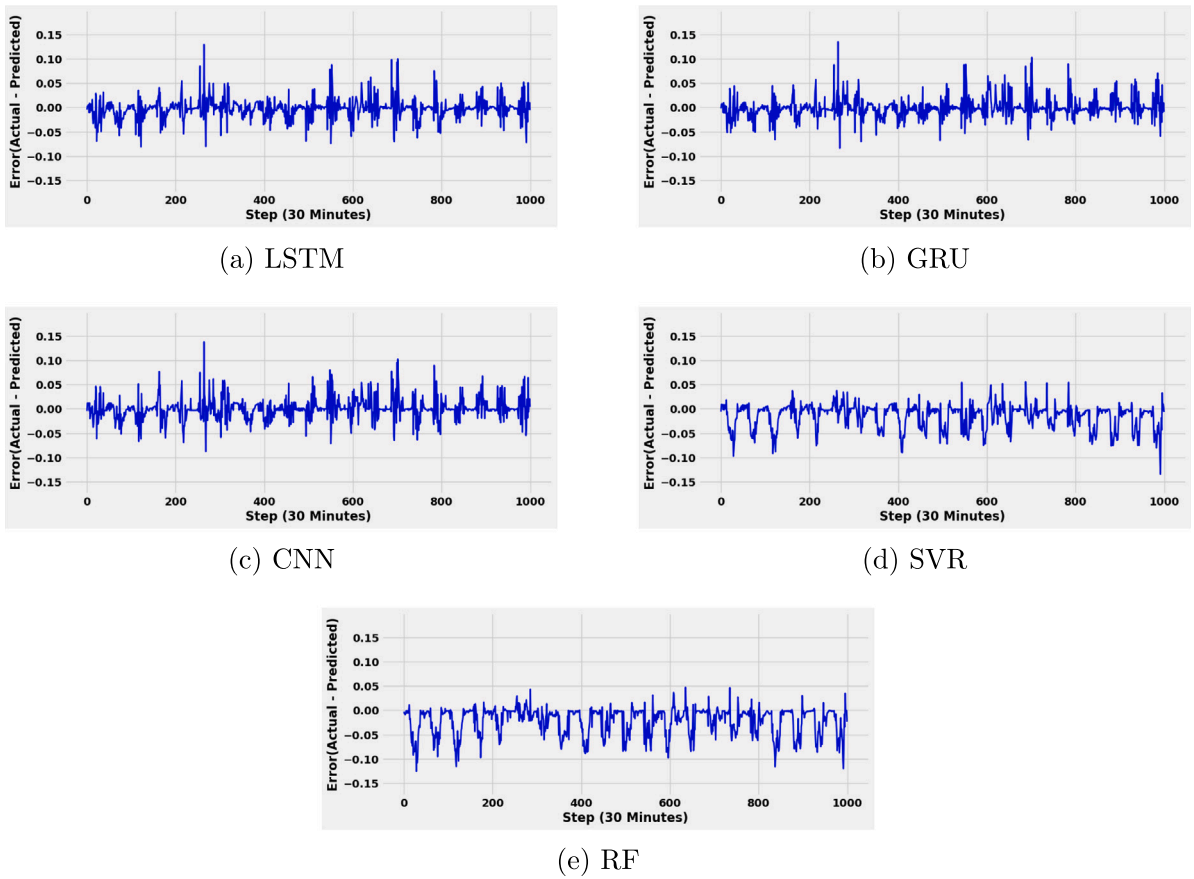 Error(Actual - Predicted)
0.15
0.10
0.05
0.00
−0.05
−0.10
−0.15
0 200 400 600 800 1000
Step (30 Minutes)
(a) LSTM
Error(Actual - Predicted)
0.15
0.10
0.05
0.00
−0.05
−0.10
−0.15
0 200 400 600 800 1000
Step (30 Minutes)
(b) GRU
Error(Actual - Predicted)
0.15
0.10
0.05
0.00
−0.05
−0.10
−0.15
0 200 400 600 800 1000
Step (30 Minutes)
(c) CNN
Error(Actual - Predicted)
0.15
0.10
0.05
0.00
−0.05
−0.10
−0.15
0 200 400 600 800 1000
Step (30 Minutes)
(d) SVR
Error(Actual - Predicted)
0.15
0.10
0.05
0.00
−0.05
−0.10
−0.15
0 200 400 600 800 1000
Step (30 Minutes)
(e) RF